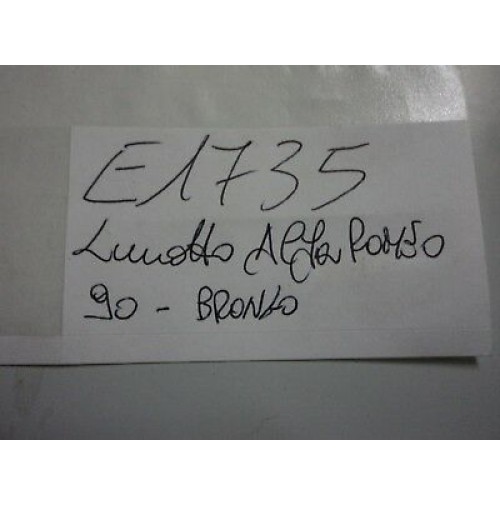 E1735
Lunotto Alfa Romeo
90 - BRONZO